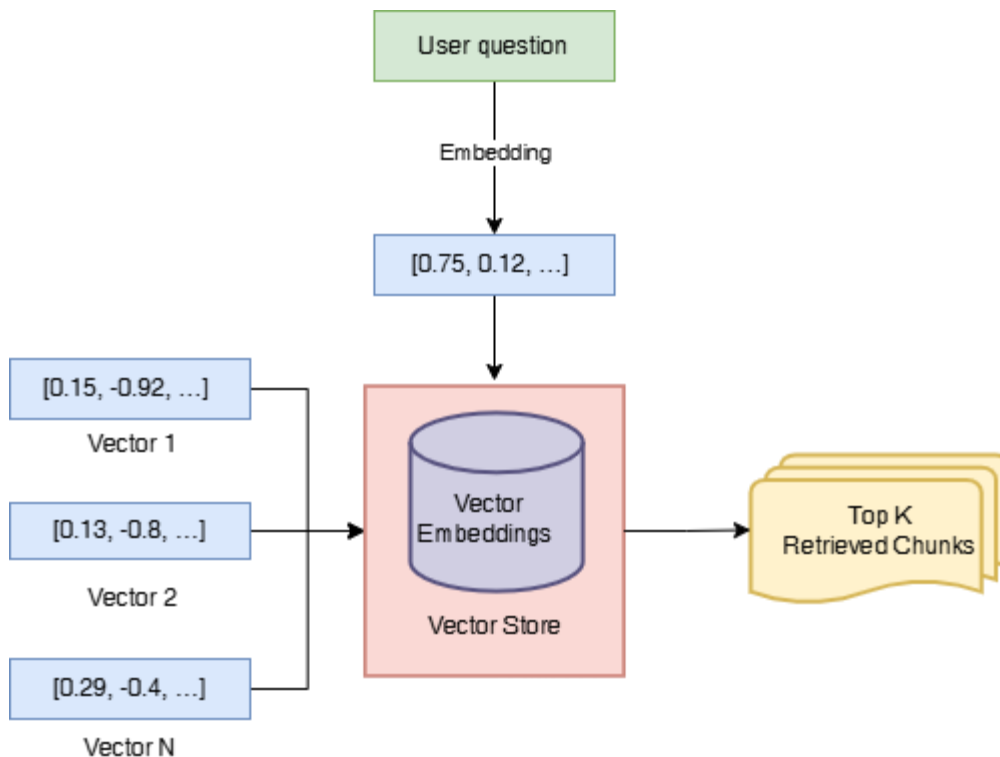 User question
Embedding
[0.75, 0.12, ...]
[0.15, -0.92, ...]
Vector 1
[0.13, -0.8, ...]
Vector 2
[0.29, -0.4, ...]
Vector N
Vector
Embeddings
Vector Store
Top K
Retrieved Chunks